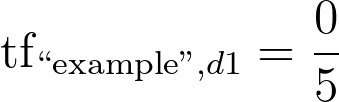 tf“example”,d1 = 0/5